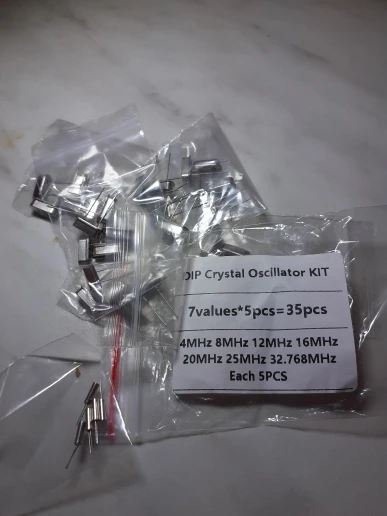 DIP Crystal Oscillator KIT
7values*5pcs=35pcs
4MHz 8MHz 12MHz 16MHz
20MHz 25MHz 32.768MHz
Each 5PCS